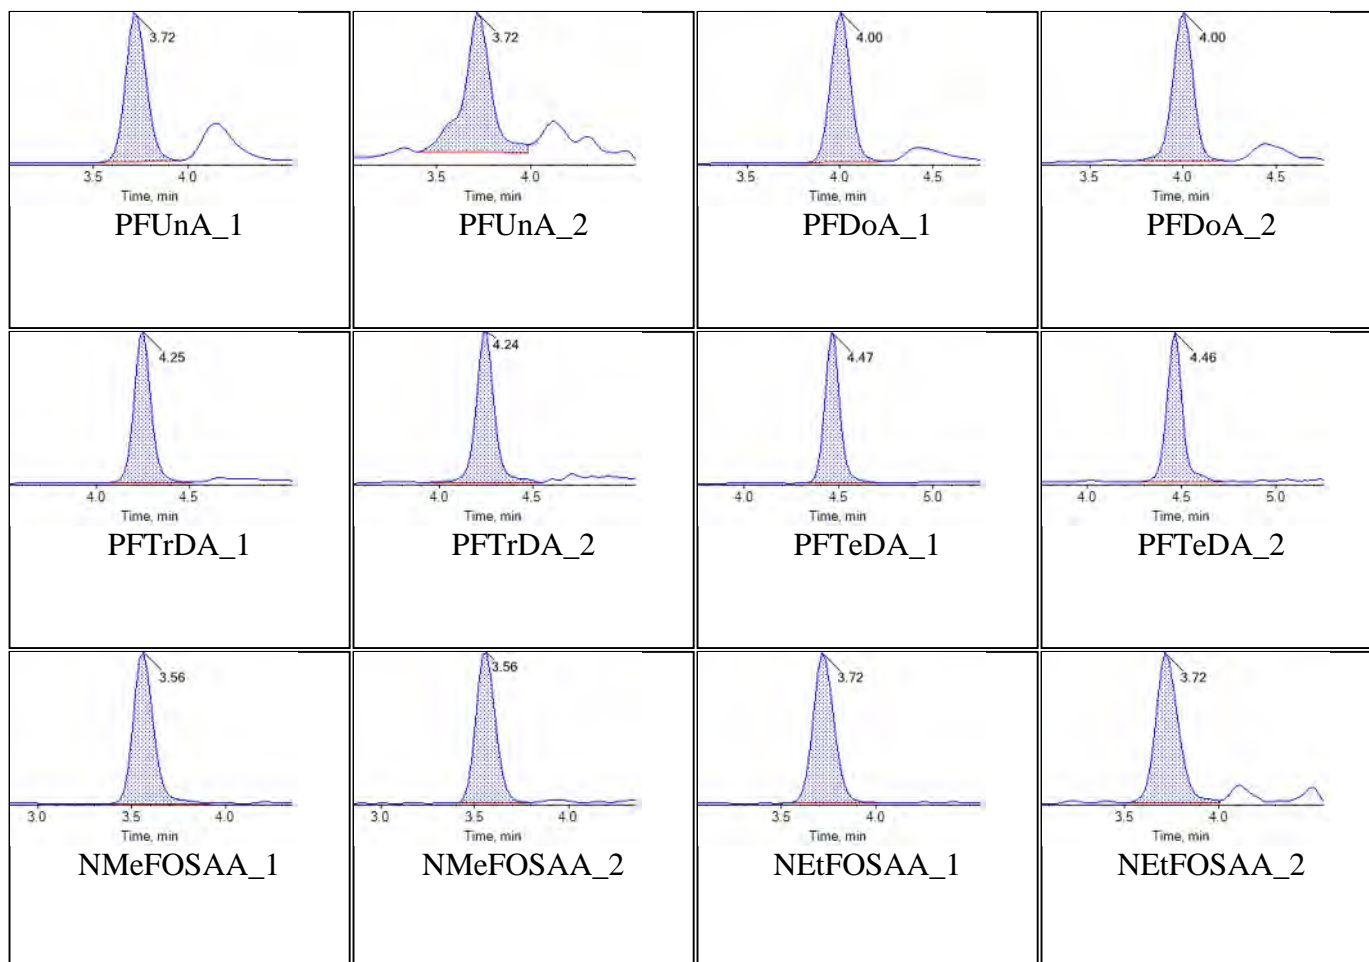 3.72
3.5 4.0
Time, min
PFUnA_1
3.72
3.5 4.0
Time, min
PFUnA_2
4.00
3.5 4.0 4.5
Time, min
PFDoA_1
4.00
3.5 4.0 4.5
Time, min
PFDoA_2
4.25
4.0 4.5
Time, min
PFTrDA_1
4.24
4.0 4.5
Time, min
PFTrDA_2
4.47
4.0 4.5 5.0
Time, min
PFTeDA_1
4.46
4.0 4.5 5.0
Time, min
PFTeDA_2
3.56
3.0 3.5 4.0
Time, min
NMeFOSAA_1
3.56
3.0 3.5 4.0
Time, min
NMeFOSAA_2
3.72
3.5 4.0
Time, min
NEtFOSAA_1
3.72
3.5 4.0
Time, min
NEtFOSAA_2